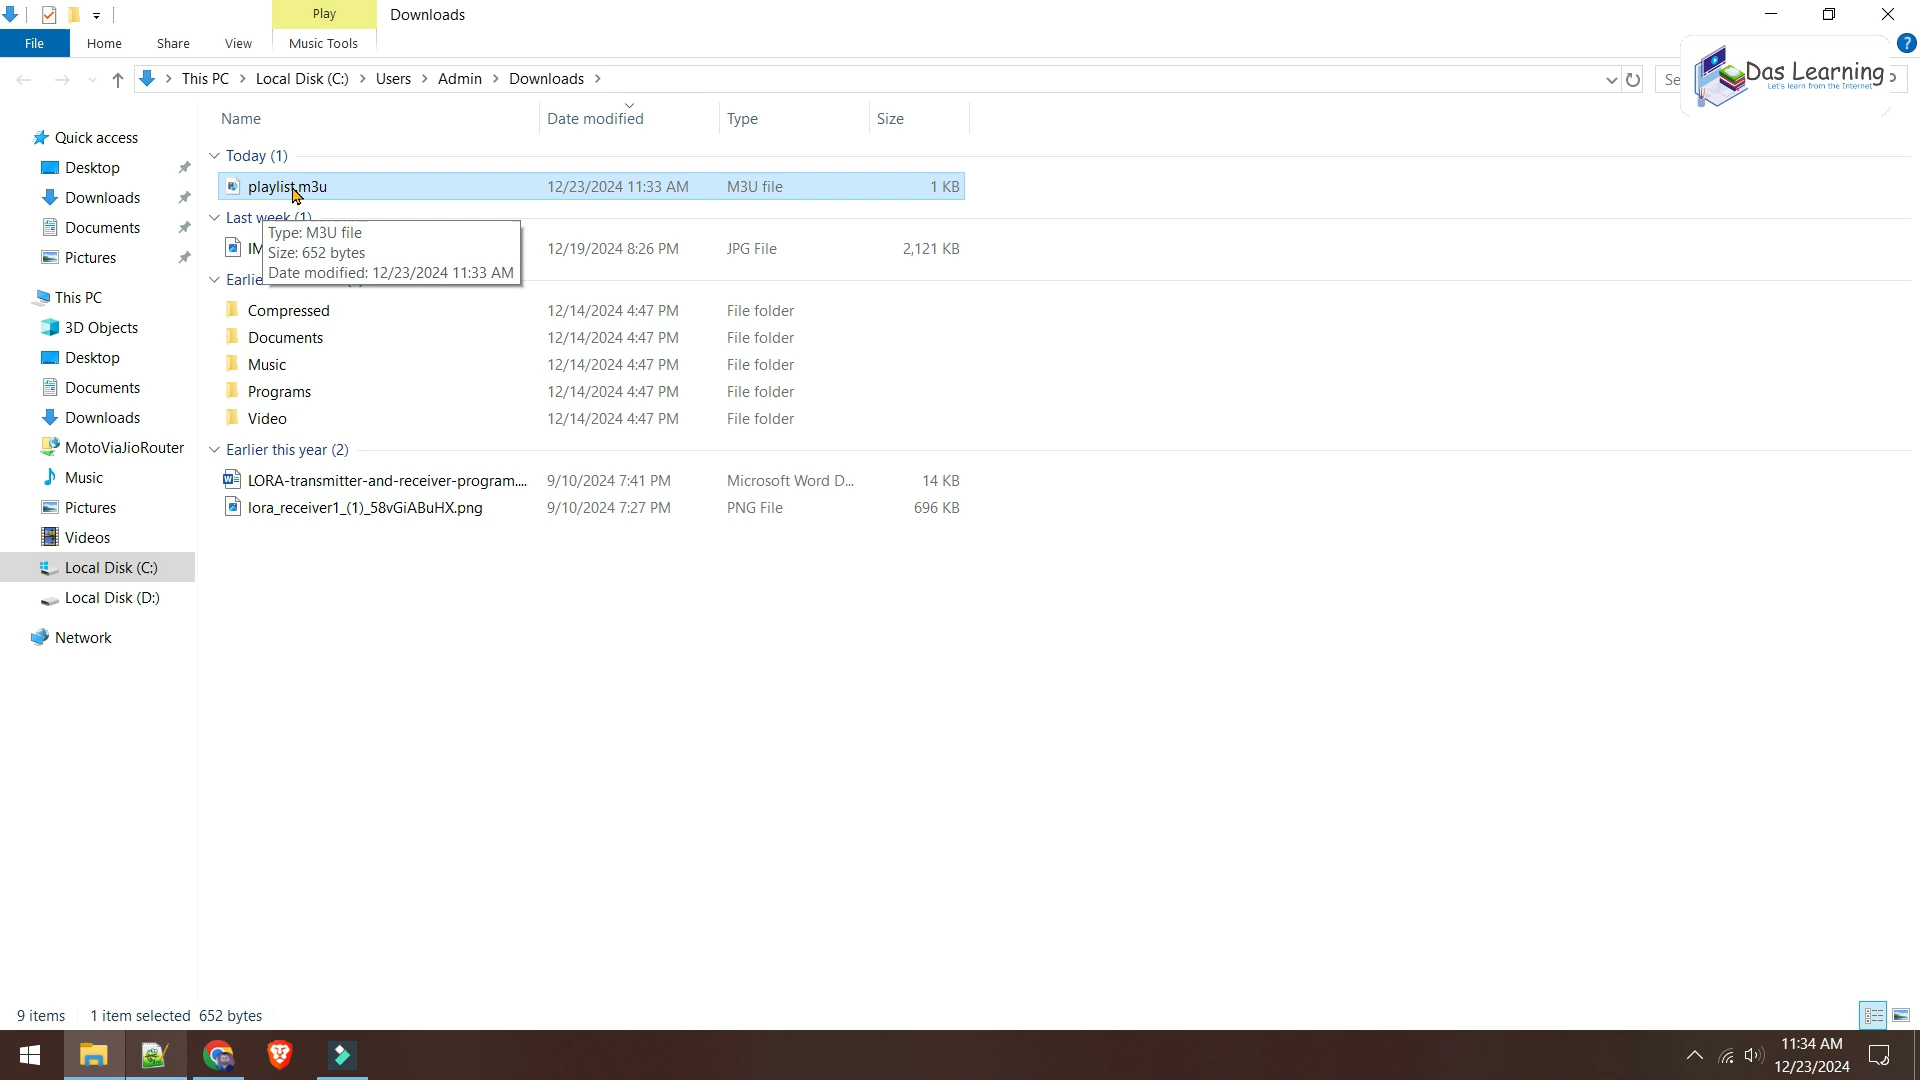 Play
Downloads
File
Home
Share
View
Music Tools
This PC
Local Disk (C:)
Users
Admin
Downloads
Se
Das Learning
Let's learn from the Internet
Name
Date modified
Type
Size
Quick access
Desktop
Downloads
Documents
Pictures
This PC
3D Objects
Desktop
Documents
Downloads
MotoViaJioRouter
Music
Pictures
Videos
Local Disk (C:)
Local Disk (D:)
Network
Today (1)
playlist.m3u 12/23/2024 11:33 AM M3U file 1 KB
Last week (1)
Type: M3U file
Size: 652 bytes
Date modified: 12/23/2024 11:33 AM
IM 12/19/2024 8:26 PM JPG File 2,121 KB
Earlie
Compressed 12/14/2024 4:47 PM File folder
Documents 12/14/2024 4:47 PM File folder
Music 12/14/2024 4:47 PM File folder
Programs 12/14/2024 4:47 PM File folder
Video 12/14/2024 4:47 PM File folder
Earlier this year (2)
LORA-transmitter-and-receiver-program.... 9/10/2024 7:41 PM Microsoft Word D... 14 KB
lora_receiver1_(1)_58vGiABuHX.png 9/10/2024 7:27 PM PNG File 696 KB
9 items 1 item selected 652 bytes
11:34 AM
12/23/2024